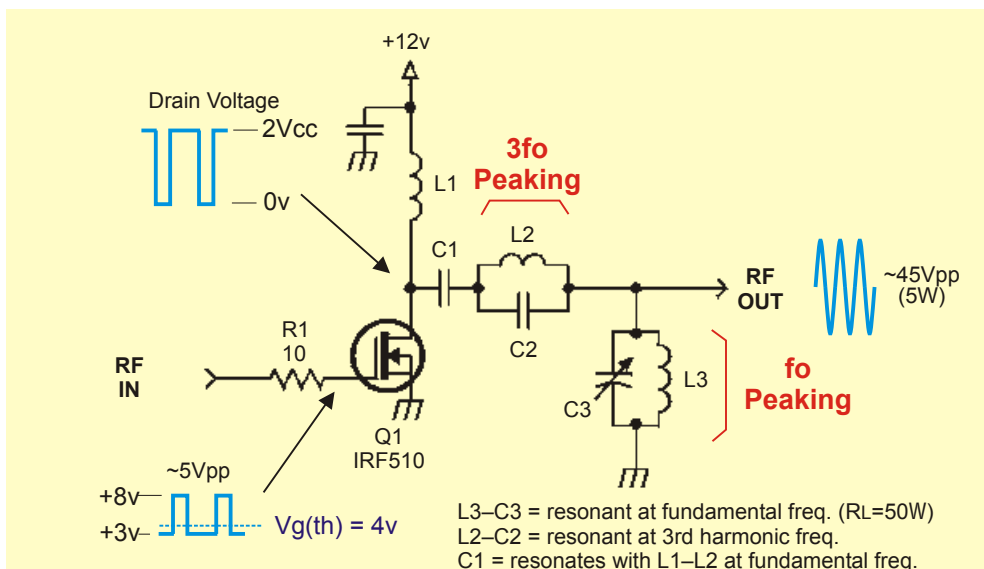 +12v
Drain Voltage
2Vcc
0v
3fo
Peaking
L1
C1
L2
C2
RF
OUT
~45Vpp
(5W)
R1
10
RF
IN
Q1
IRF510
C3
L3
fo
Peaking
~5Vpp
+8v
+3v
Vg(th) = 4v
L3–C3 = resonant at fundamental freq. (RL=50W)
L2–C2 = resonant at 3rd harmonic freq.
C1 = resonates with L1–L2 at fundamental freq.